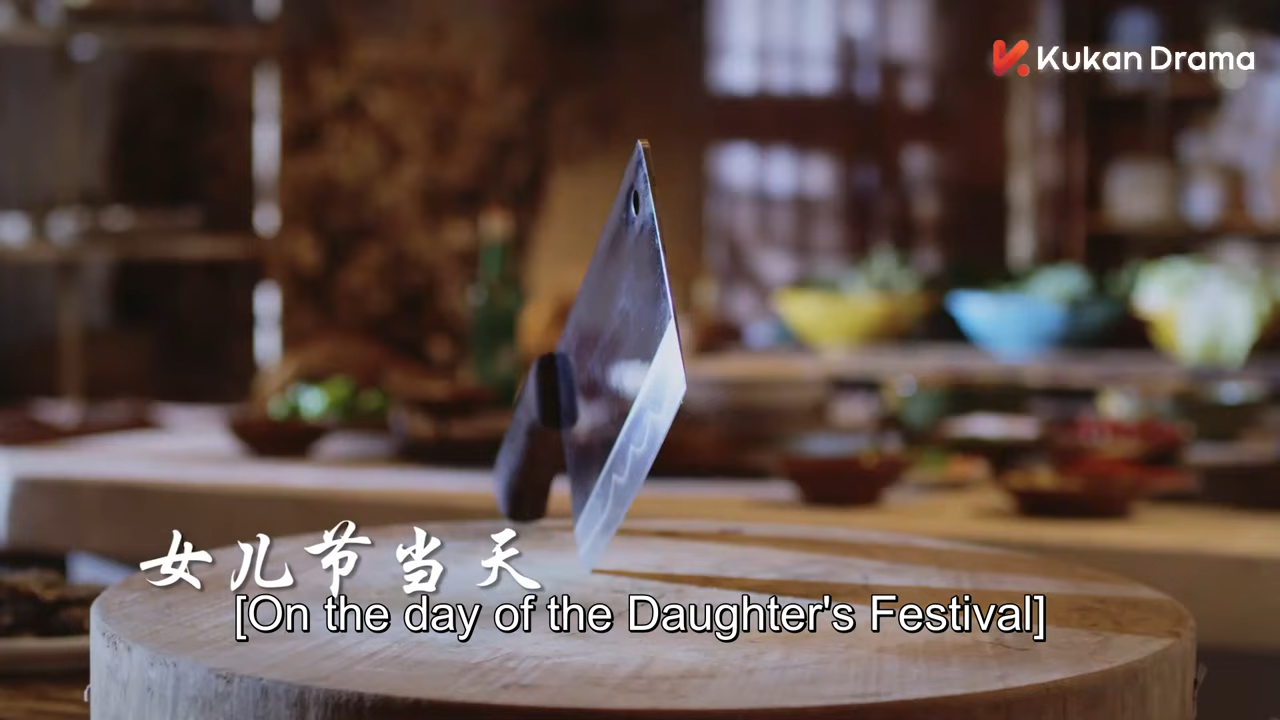 Kukan Drama
女儿节当天
[On the day of the Daughter's Festival]